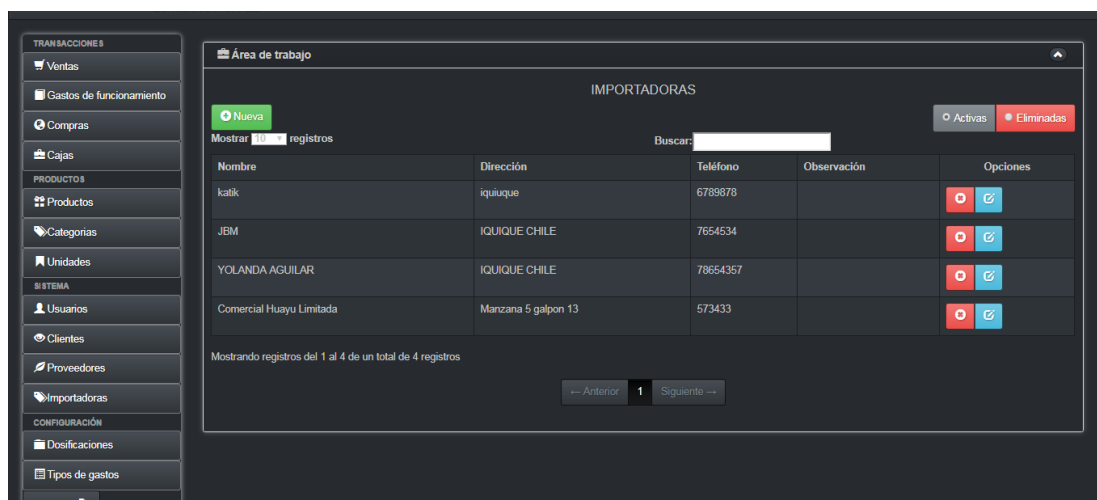 TRANSACCIONES
Ventas
Gastos de funcionamiento
Compras
Cajas
PRODUCTOS
Productos
Categorias
Unidades
SISTEMA
Usuarios
Clientes
Proveedores
Importadoras
CONFIGURACIÓN
Dosificaciones
Tipos de gastos
Área de trabajo
IMPORTADORAS
Nueva
Activas Eliminadas
Mostrar 10 registros Buscar:
Nombre Dirección Teléfono Observación Opciones
katik iquiuque 6789878
JBM IQUIQUE CHILE 7654534
YOLANDA AGUILAR IQUIQUE CHILE 78654357
Comercial Huayu Limitada Manzana 5 galpon 13 573433
Mostrando registros del 1 al 4 de un total de 4 registros
← Anterior 1 Siguiente →